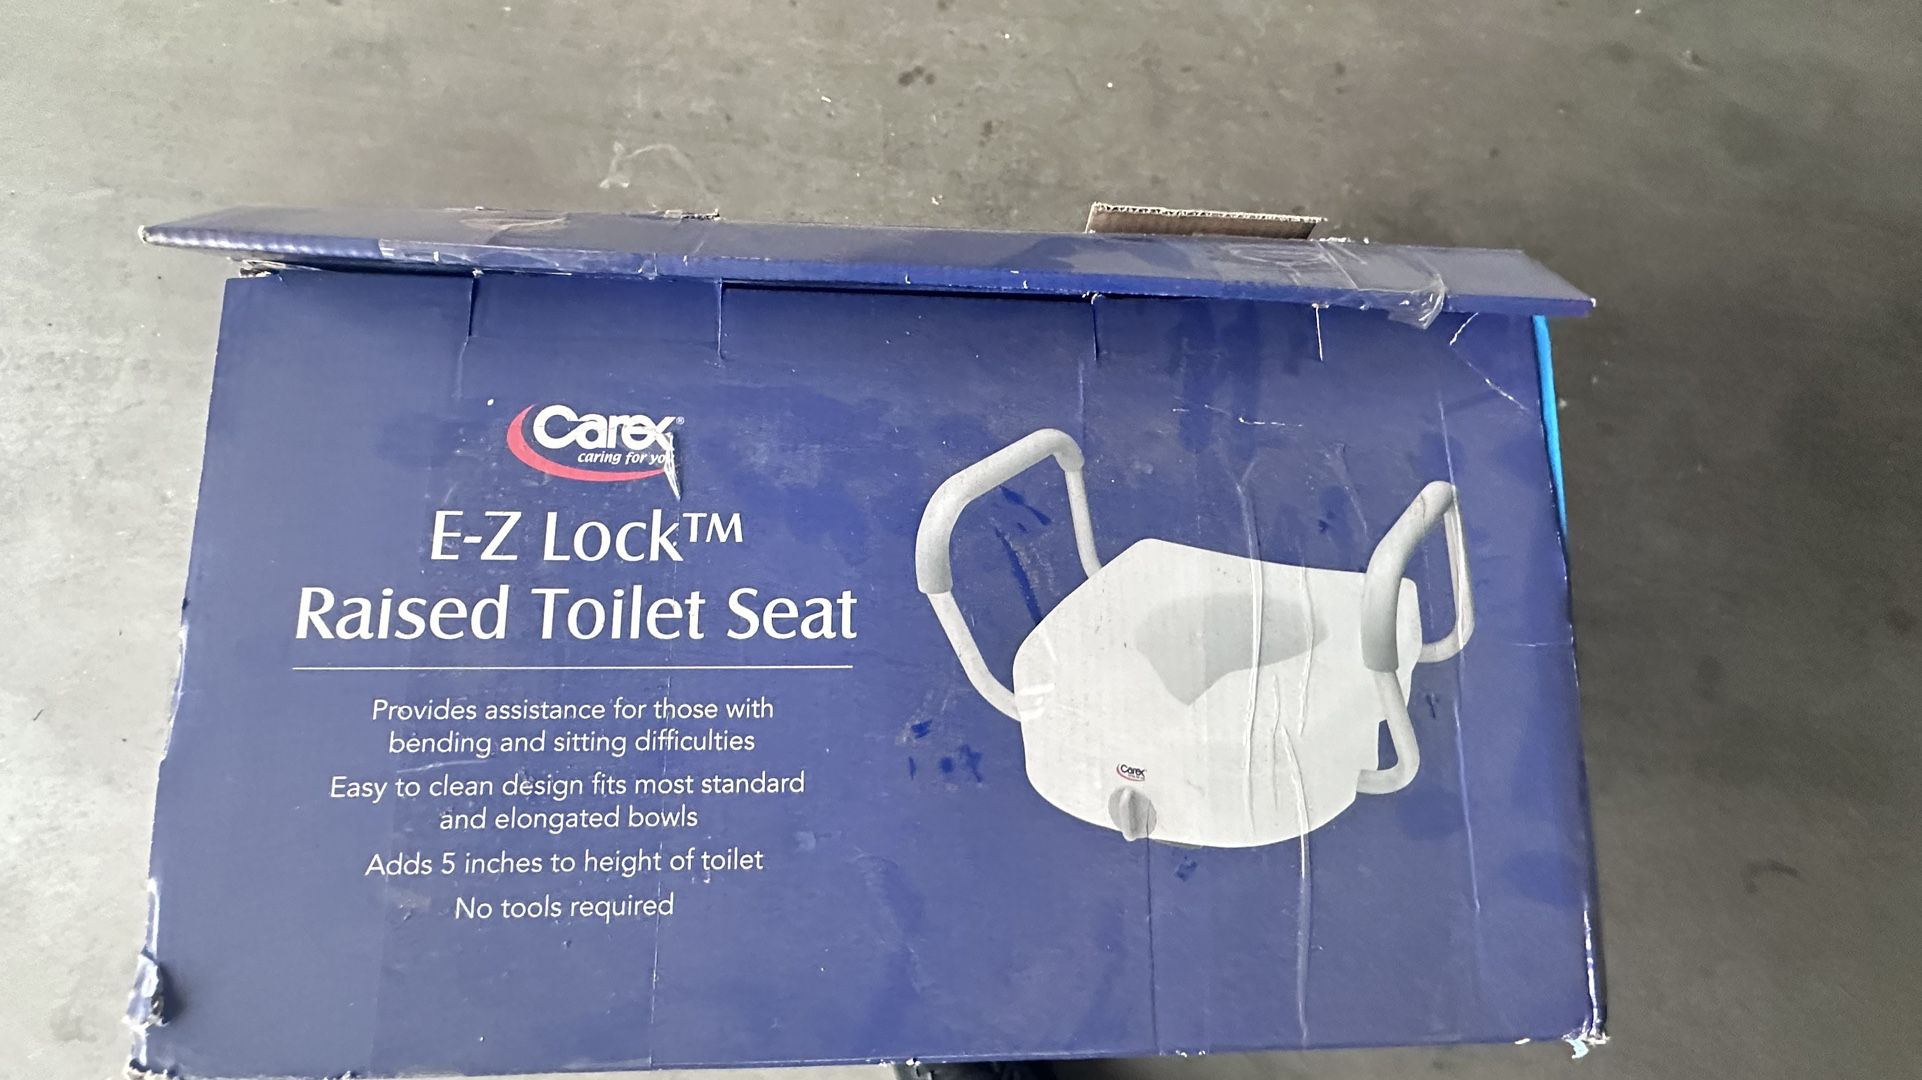 Carex®
caring for you
E-Z Lock™
Raised Toilet Seat
Provides assistance for those with
bending and sitting difficulties
Easy to clean design fits most standard
and elongated bowls
Adds 5 inches to height of toilet
No tools required
Carex